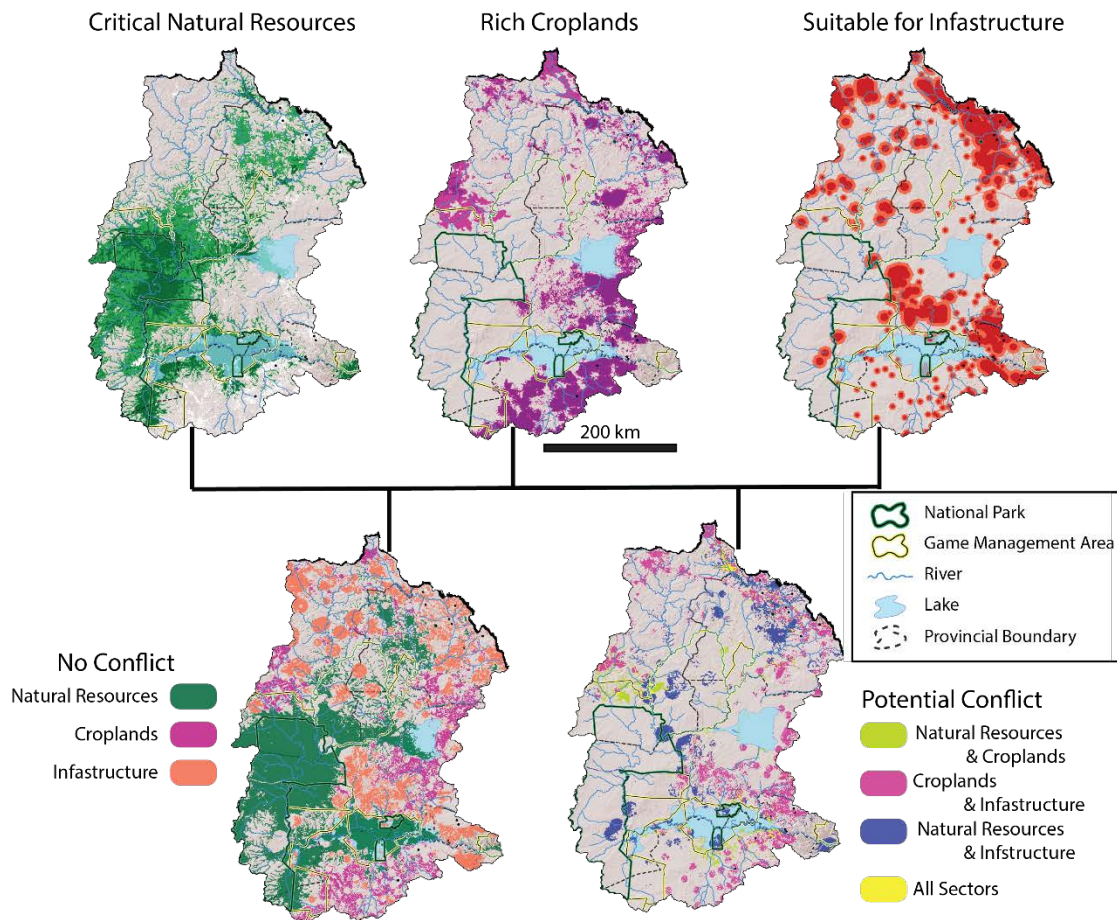 Critical Natural Resources
Rich Croplands
Suitable for Infastructure
200 km
National Park
Game Management Area
River
Lake
Provincial Boundary
No Conflict
Natural Resources
Croplands
Infastructure
Potential Conflict
Natural Resources
& Croplands
Croplands
& Infastructure
Natural Resources
& Infstructure
All Sectors